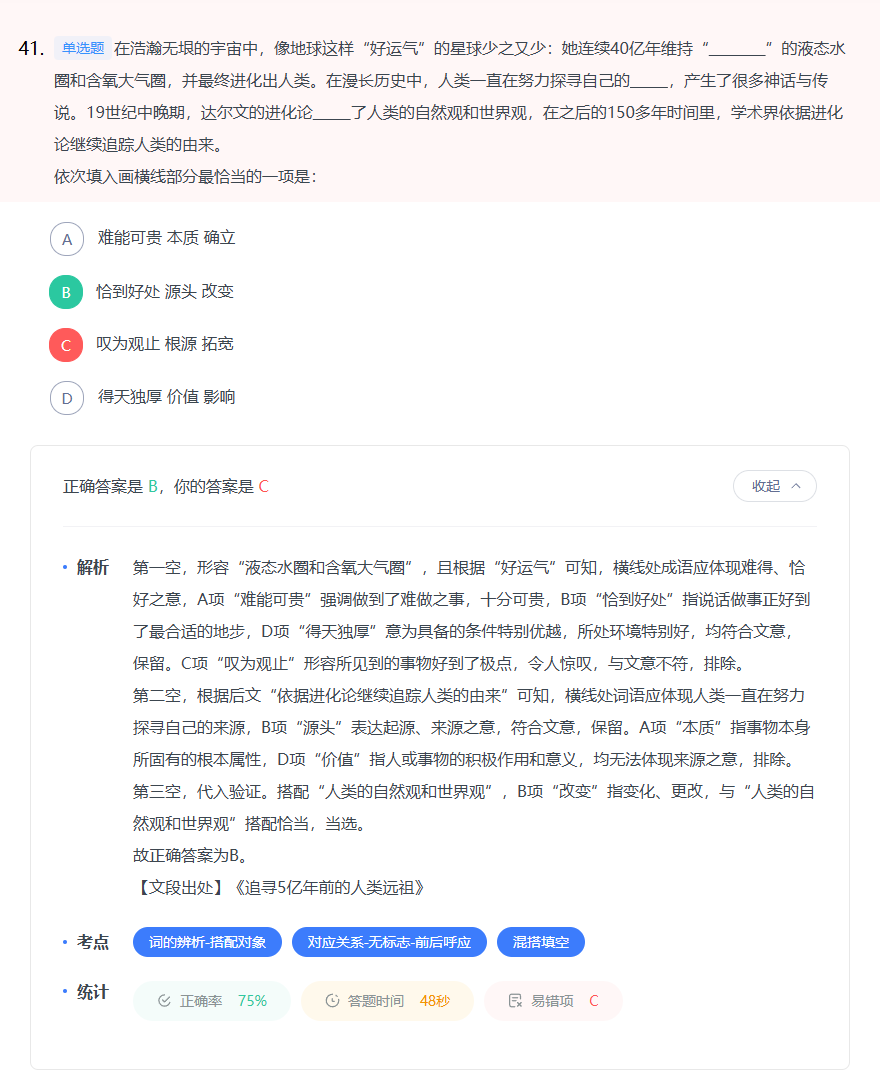 41. 单选题 在浩瀚无垠的宇宙中，像地球这样“好运气”的星球少之又少：她连续40亿年维持“________”的液态水
圈和含氧大气圈，并最终进化出人类。在漫长历史中，人类一直在努力探寻自己的_____，产生了很多神话与传
说。19世纪中晚期，达尔文的进化论_____了人类的自然观和世界观，在之后的150多年时间里，学术界依据进化
论继续追踪人类的由来。
依次填入画横线部分最恰当的一项是：
A 难能可贵 本质 确立
B 恰到好处 源头 改变
C 叹为观止 根源 拓宽
D 得天独厚 价值 影响
正确答案是 B，你的答案是 C 收起
解析 第一空，形容“液态水圈和含氧大气圈”，且根据“好运气”可知，横线处成语应体现难得、恰
好之意，A项“难能可贵”强调做到了难做之事，十分可贵，B项“恰到好处”指说话做事正好到
了最合适的地步，D项“得天独厚”意为具备的条件特别优越，所处环境特别好，均符合文意，
保留。C项“叹为观止”形容所见到的事物好到了极点，令人惊叹，与文意不符，排除。
第二空，根据后文“依据进化论继续追踪人类的由来”可知，横线处词语应体现人类一直在努力
探寻自己的来源，B项“源头”表达起源、来源之意，符合文意，保留。A项“本质”指事物本身
所固有的根本属性，D项“价值”指人或事物的积极作用和意义，均无法体现来源之意，排除。
第三空，代入验证。搭配“人类的自然观和世界观”，B项“改变”指变化、更改，与“人类的自
然观和世界观”搭配恰当，当选。
故正确答案为B。
【文段出处】《追寻5亿年前的人类远祖》
考点 词的辨析-搭配对象 对应关系-无标志-前后呼应 混搭填空
统计 正确率 75% 答题时间 48秒 易错项 C